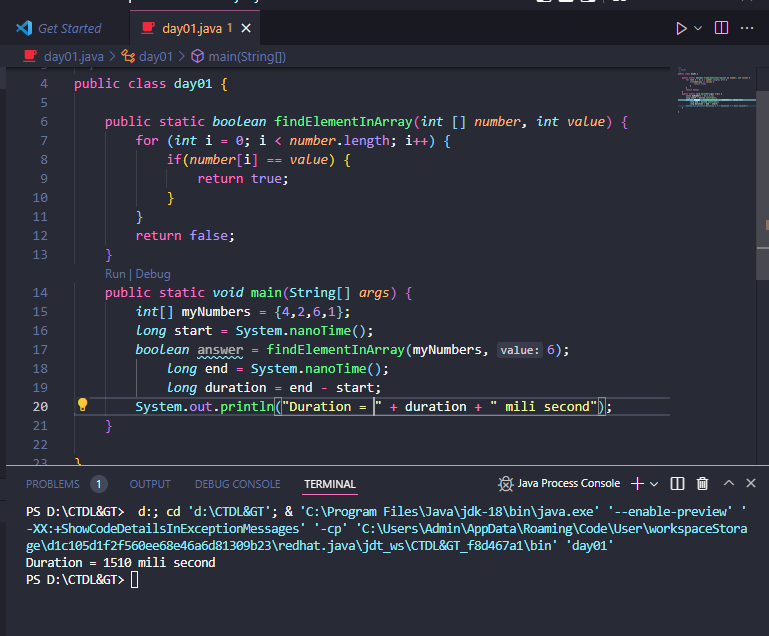 Get Started
day01.java 1
day01.java > day01 > main(String[])
4 public class day01 {
5
6 public static boolean findElementInArray(int [] number, int value) {
7 for (int i = 0; i < number.length; i++) {
8 if(number[i] == value) {
9 return true;
10 }
11 }
12 return false;
13 }
Run | Debug
14 public static void main(String[] args) {
15 int[] myNumbers = {4,2,6,1};
16 long start = System.nanoTime();
17 boolean answer = findElementInArray(myNumbers, value: 6);
18 long end = System.nanoTime();
19 long duration = end - start;
20 System.out.println("Duration = " + duration + " mili second");
21 }
22
23 }
PROBLEMS 1 OUTPUT DEBUG CONSOLE TERMINAL Java Process Console
PS D:\CTDL&GT> d:; cd 'd:\CTDL&GT'; & 'C:\Program Files\Java\jdk-18\bin\java.exe' '--enable-preview' '
-XX:+ShowCodeDetailsInExceptionMessages' '-cp' 'C:\Users\Admin\AppData\Roaming\Code\User\workspaceStora
ge\d1c105d1f2f560ee68e46a6d81309b23\redhat.java\jdt_ws\CTDL&GT_f8d467a1\bin' 'day01'
Duration = 1510 mili second
PS D:\CTDL&GT>